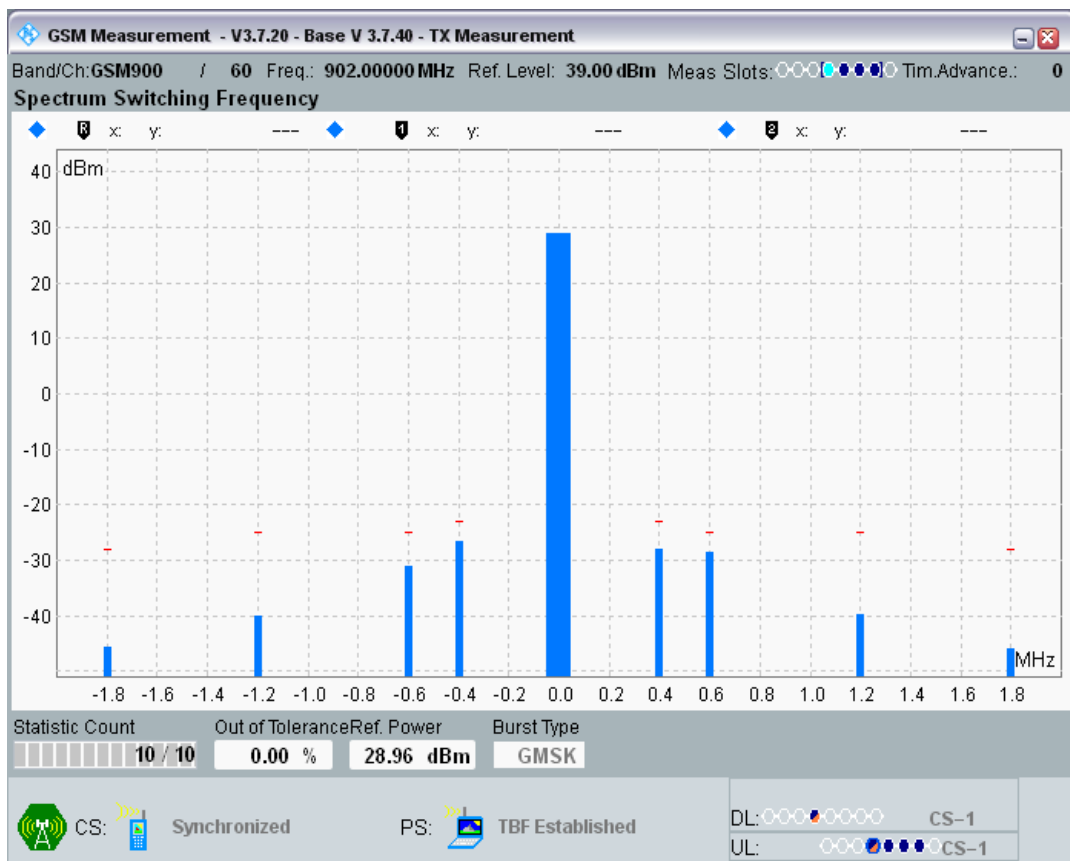 GSM Measurement - V3.7.20 - Base V 3.7.40 - TX Measurement
Band/Ch:GSM900 / 60 Freq.: 902.00000 MHz Ref. Level: 39.00 dBm Meas Slots: Tim.Advance.: 0
Spectrum Switching Frequency
R x: y: --- 1 x: y: --- 2 x: y: ---
dBm
40
30
20
10
0
-10
-20
-30
-40
MHz
-1.8 -1.6 -1.4 -1.2 -1.0 -0.8 -0.6 -0.4 -0.2 0.0 0.2 0.4 0.6 0.8 1.0 1.2 1.4 1.6 1.8
Statistic Count Out of Tolerance Ref. Power Burst Type
10 / 10 0.00 % 28.96 dBm GMSK
CS: Synchronized PS: TBF Established
DL: CS-1
UL: CS-1